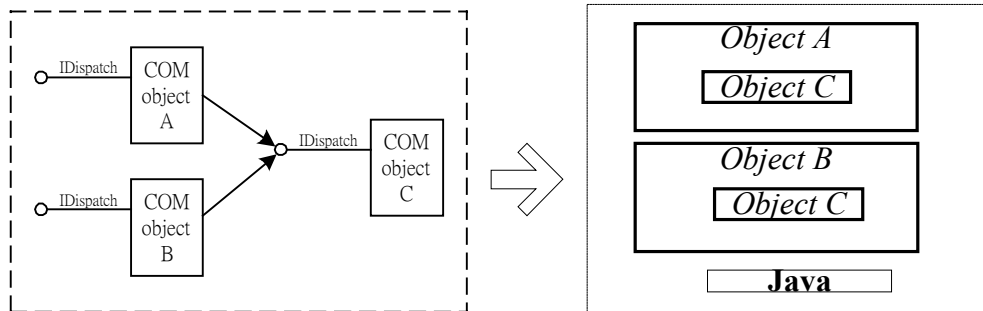 IDispatch
COM
object
A
IDispatch
COM
object
C
IDispatch
COM
object
B
Object A
Object C
Object B
Object C
Java